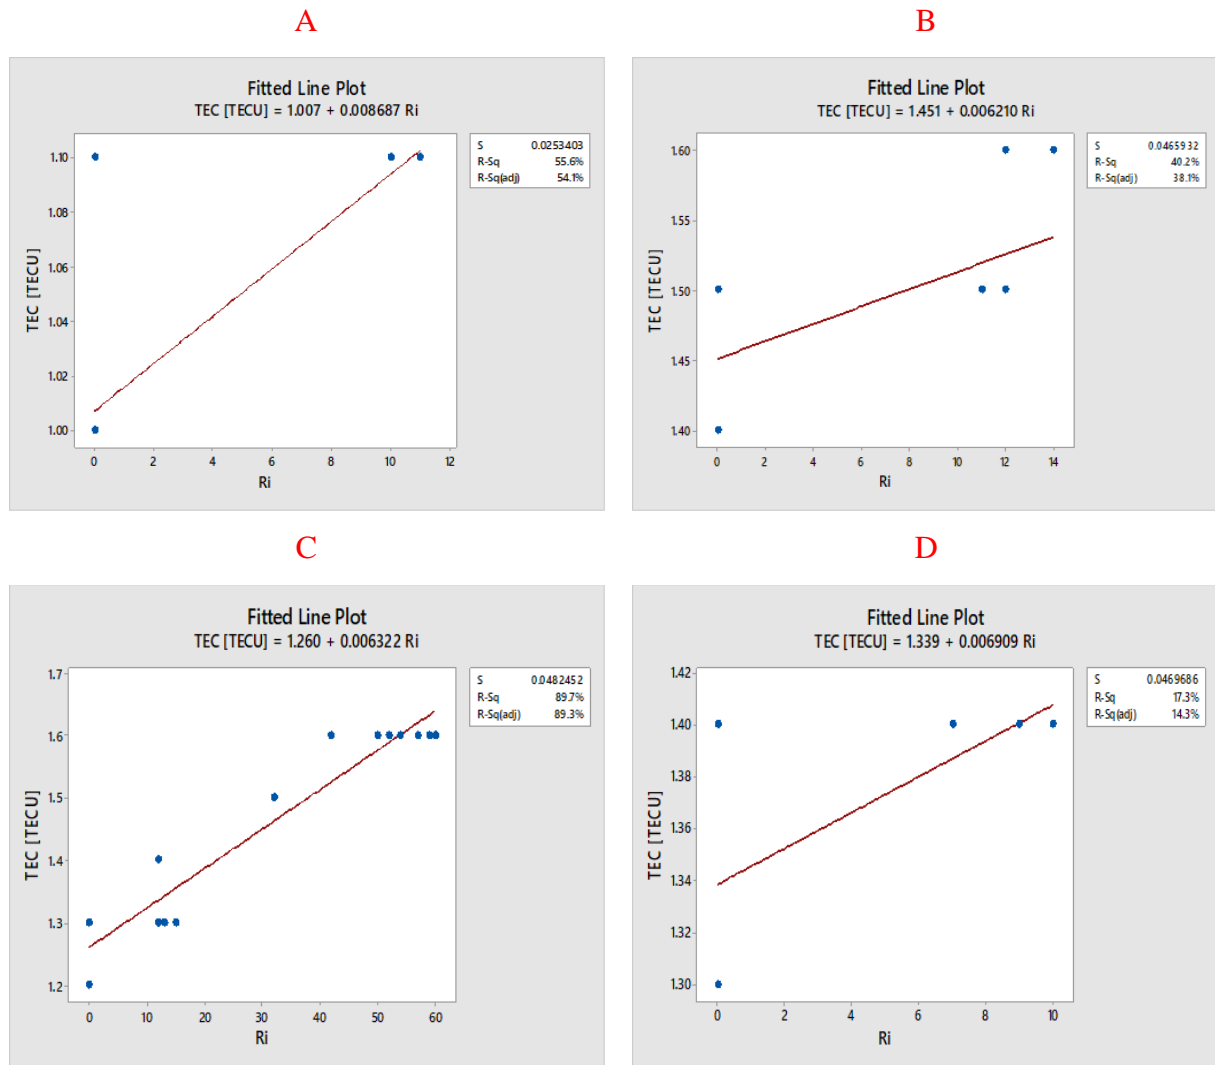 A
Fitted Line Plot
TEC [TECU] = 1.007 + 0.008687 Ri
S 0.0253403
R-Sq 55.6%
R-Sq(adj) 54.1%
TEC [TECU]
1.10
1.08
1.06
1.04
1.02
1.00
0 2 4 6 8 10 12
Ri
B
Fitted Line Plot
TEC [TECU] = 1.451 + 0.006210 Ri
S 0.0465932
R-Sq 40.2%
R-Sq(adj) 38.1%
TEC [TECU]
1.60
1.55
1.50
1.45
1.40
0 2 4 6 8 10 12 14
Ri
C
Fitted Line Plot
TEC [TECU] = 1.260 + 0.006322 Ri
S 0.0482452
R-Sq 89.7%
R-Sq(adj) 89.3%
TEC [TECU]
1.7
1.6
1.5
1.4
1.3
1.2
0 10 20 30 40 50 60
Ri
D
Fitted Line Plot
TEC [TECU] = 1.339 + 0.006909 Ri
S 0.0469686
R-Sq 17.3%
R-Sq(adj) 14.3%
TEC [TECU]
1.42
1.40
1.38
1.36
1.34
1.32
1.30
0 2 4 6 8 10
Ri